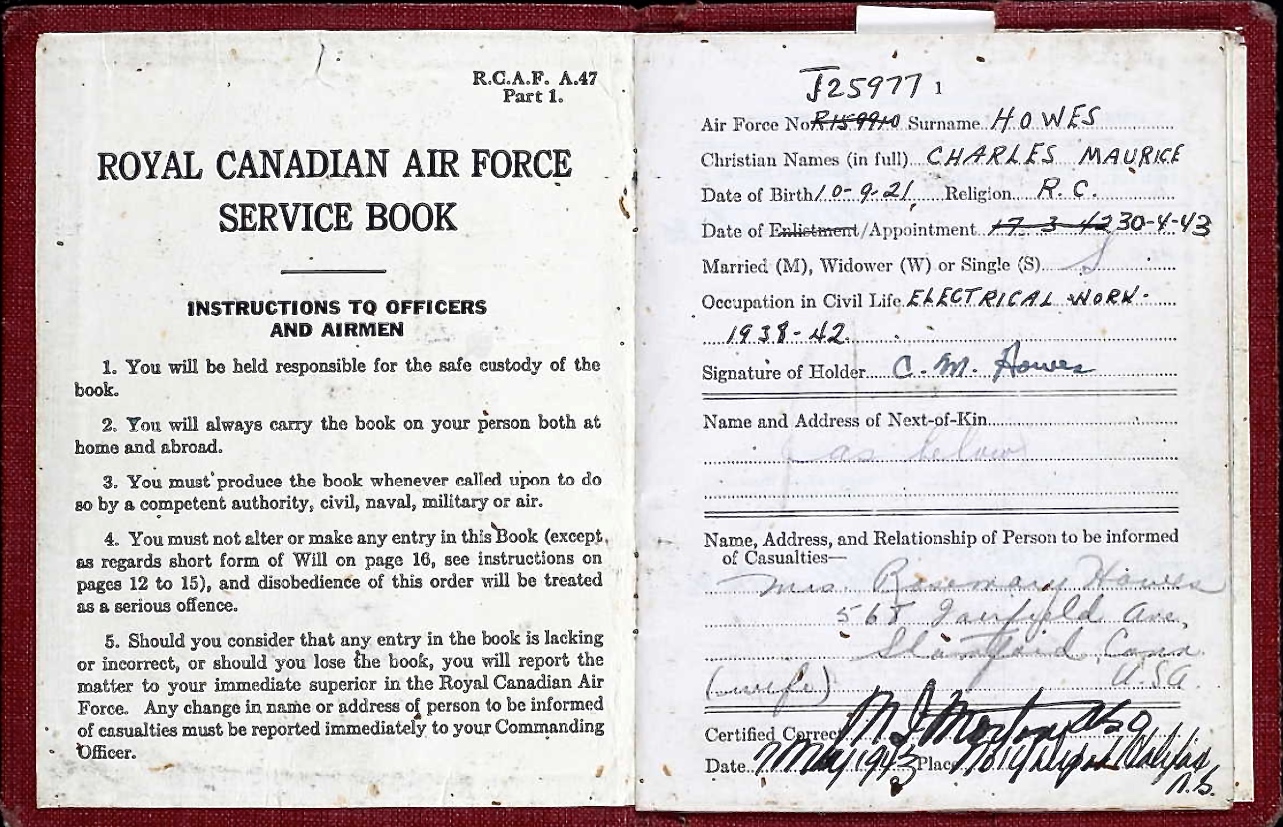 R.C.A.F. A.47
Part 1.
ROYAL CANADIAN AIR FORCE
SERVICE BOOK
INSTRUCTIONS TO OFFICERS
AND AIRMEN
1. You will be held responsible for the safe custody of the
book.
2. You will always carry the book on your person both at
home and abroad.
3. You must produce the book whenever called upon to do
so by a competent authority, civil, naval, military or air.
4. You must not alter or make any entry in this Book (except
as regards short form of Will on page 16, see instructions on
pages 12 to 15), and disobedience of this order will be treated
as a serious offence.
5. Should you consider that any entry in the book is lacking
or incorrect, or should you lose the book, you will report the
matter to your immediate superior in the Royal Canadian Air
Force. Any change in name or address of person to be informed
of casualties must be reported immediately to your Commanding
Officer.
J25977 1
Air Force No. R159910 Surname HOWES
Christian Names (in full) CHARLES MAURICE
Date of Birth 10-9-21. Religion R.C.
Date of Enlistment/Appointment 17-3-42 30-4-43
Married (M), Widower (W) or Single (S) S
Occupation in Civil Life ELECTRICAL WORK-
1938-42
Signature of Holder C. M. Howes
Name and Address of Next-of-Kin
as below
Name, Address, and Relationship of Person to be informed
of Casualties—
Mrs. Rosemary Howes
568 Fairfield Ave,
Stamford, Conn
(wife) U.S.A.
Certified Correct
Date 7 May 1943 Place Halifax
N.S.